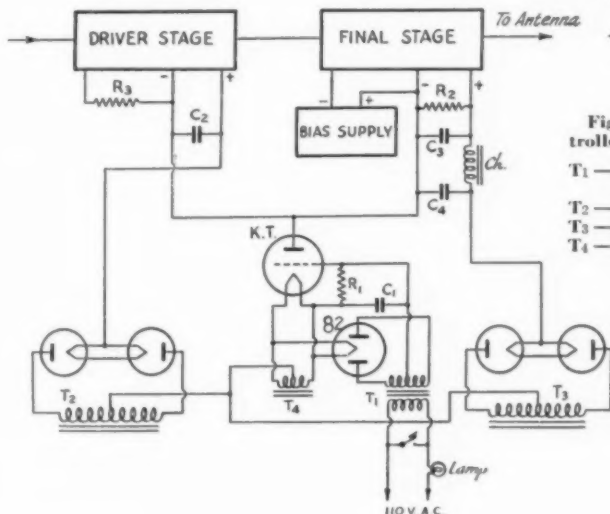 DRIVER STAGE
FINAL STAGE
To Antenna
R3
-
+
-
+
-
+
R2
C2
BIAS SUPPLY
C3
Ch.
C4
Fig
trolle
T1 —
T2 —
T3 —
T4 —
K.T.
R1
C1
82
T2
T4
T1
T3
Lamp
110 V. A.C.